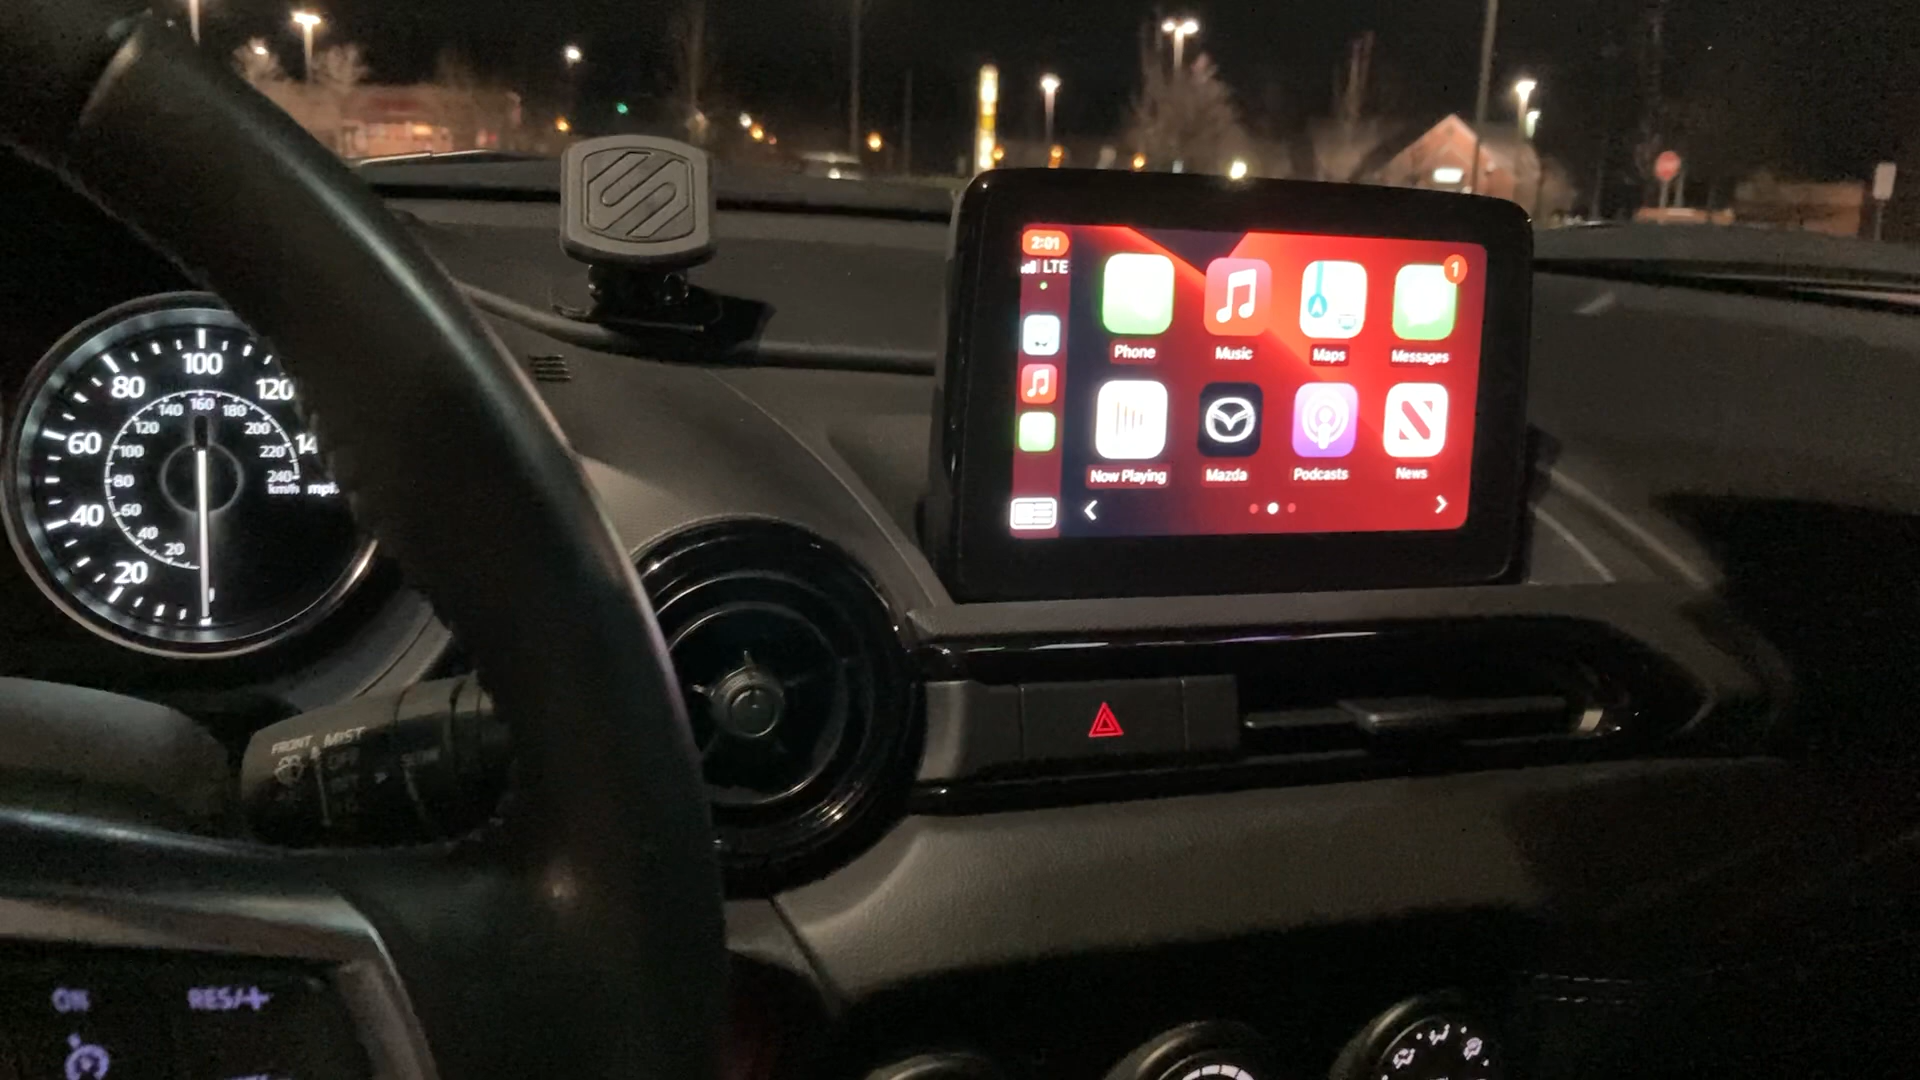 2:01
LTE
1
Phone
Music
Maps
Messages
Now Playing
Mazda
Podcasts
News
100
80
120
60
14
40
20
140
160
180
120
200
100
220
80
240
km/h
mph
60
40
20
FRONT
MIST
OFF
ON
RES/+